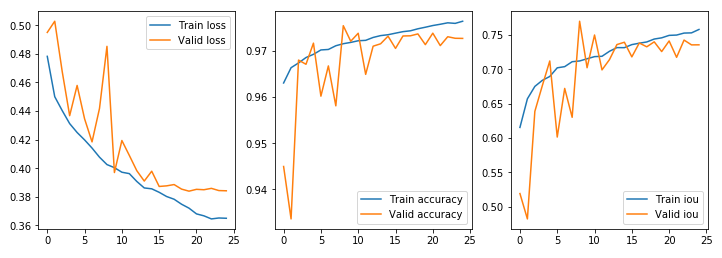 0.50
0.48
0.46
0.44
0.42
0.40
0.38
0.36
0 5 10 15 20 25
Train loss
Valid loss
0.97
0.96
0.95
0.94
0 5 10 15 20 25
Train accuracy
Valid accuracy
0.75
0.70
0.65
0.60
0.55
0.50
0 5 10 15 20 25
Train iou
Valid iou